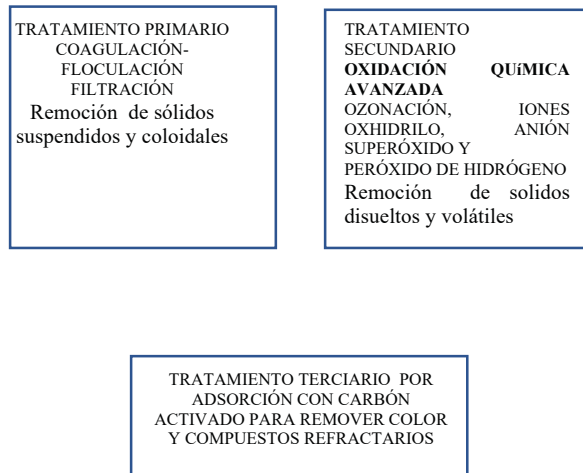 TRATAMIENTO PRIMARIO
COAGULACIÓN-
FLOCULACIÓN
FILTRACIÓN
Remoción de sólidos
suspendidos y coloidales
TRATAMIENTO
SECUNDARIO
OXIDACIÓN QUíMICA
AVANZADA
OZONACIÓN, IONES
OXHIDRILO, ANIÓN
SUPERÓXIDO Y
PERÓXIDO DE HIDRÓGENO
Remoción de solidos
disueltos y volátiles
TRATAMIENTO TERCIARIO POR
ADSORCIÓN CON CARBÓN
ACTIVADO PARA REMOVER COLOR
Y COMPUESTOS REFRACTARIOS